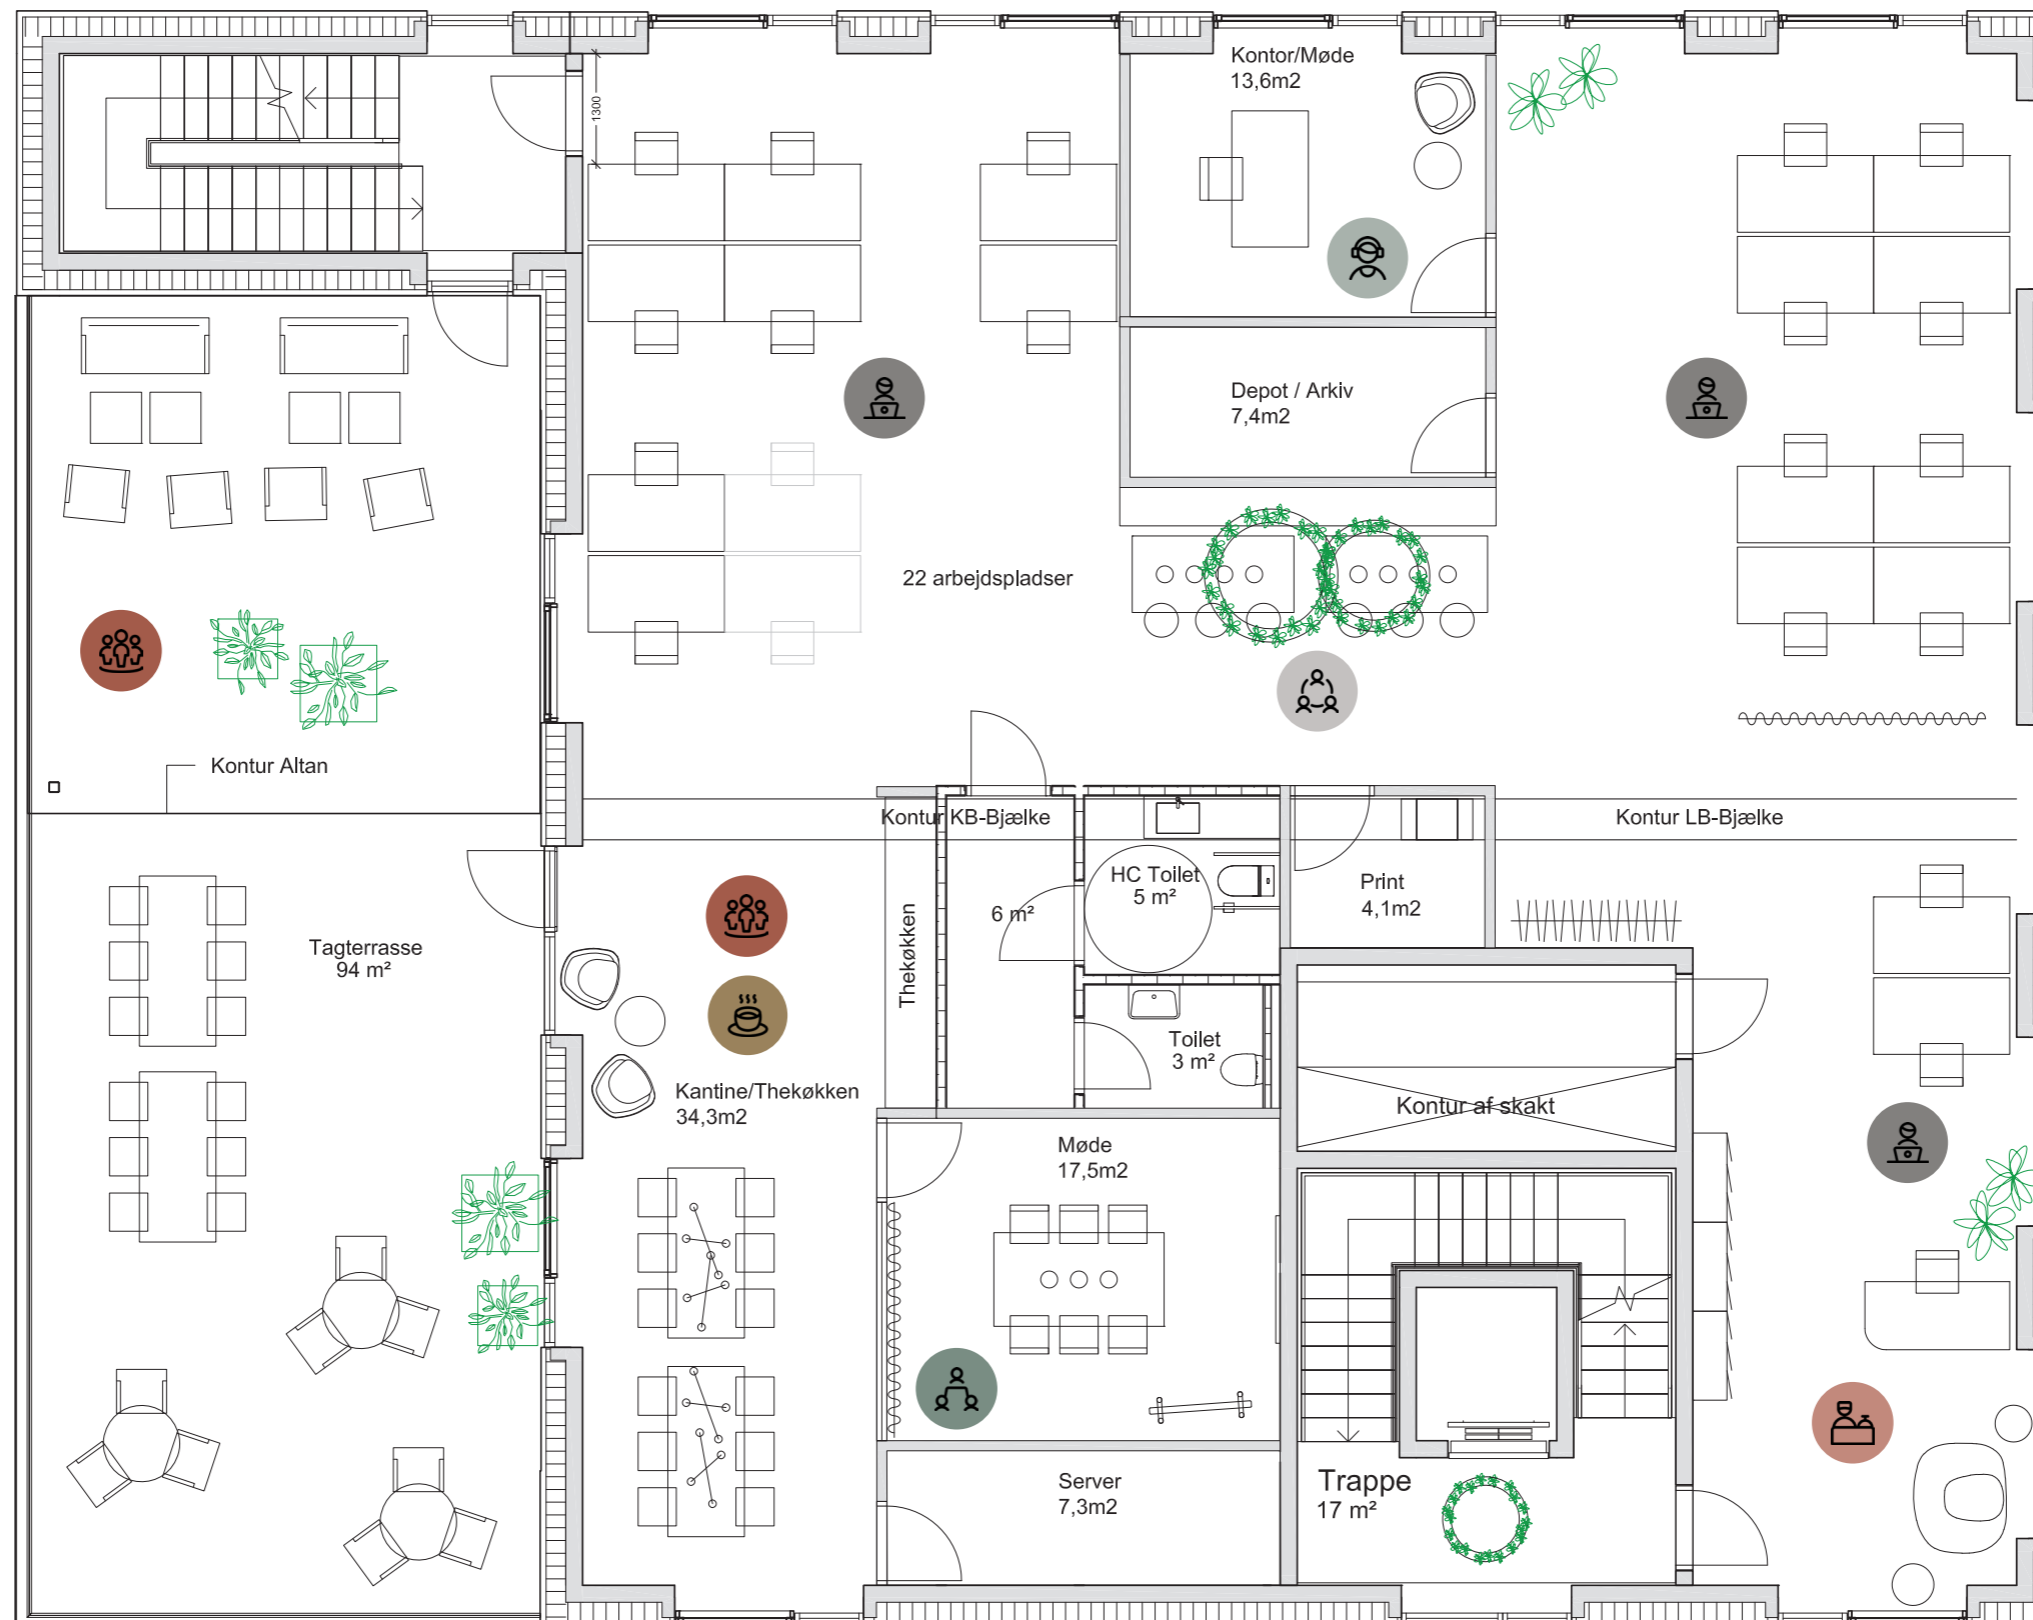 Kontor/Møde
13,6m2
1300
Depot / Arkiv
7,4m2
22 arbejdspladser
Kontur Altan
Kontur KB-Bjælke
Kontur LB-Bjælke
HC Toilet
5 m²
Print
4,1m2
6 m²
Thekøkken
Tagterrasse
94 m²
Toilet
3 m²
Kantine/Thekøkken
34,3m2
Kontur af skakt
Møde
17,5m2
Server
7,3m2
Trappe
17 m²